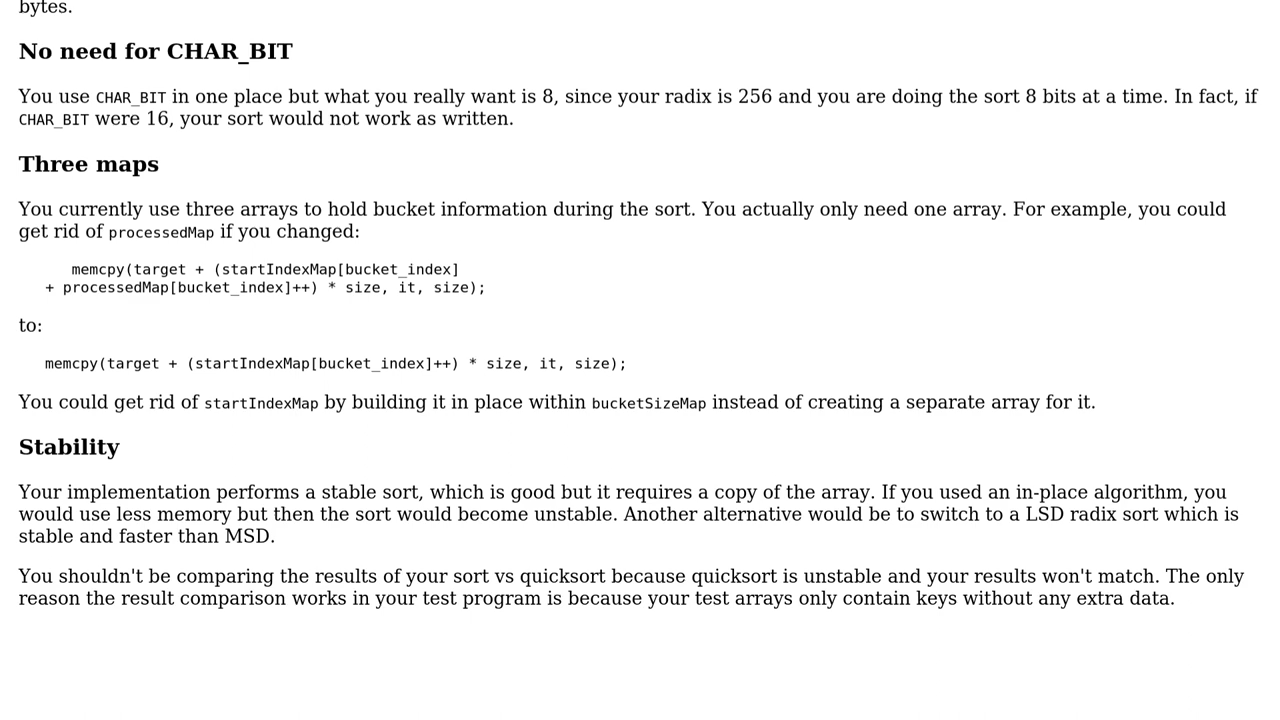 bytes.
No need for CHAR_BIT
You use CHAR_BIT in one place but what you really want is 8, since your radix is 256 and you are doing the sort 8 bits at a time. In fact, if
CHAR_BIT were 16, your sort would not work as written.
Three maps
You currently use three arrays to hold bucket information during the sort. You actually only need one array. For example, you could
get rid of processedMap if you changed:
memcpy(target + (startIndexMap[bucket_index]
+ processedMap[bucket_index]++) * size, it, size);
to:
memcpy(target + (startIndexMap[bucket_index]++) * size, it, size);
You could get rid of startIndexMap by building it in place within bucketSizeMap instead of creating a separate array for it.
Stability
Your implementation performs a stable sort, which is good but it requires a copy of the array. If you used an in-place algorithm, you
would use less memory but then the sort would become unstable. Another alternative would be to switch to a LSD radix sort which is
stable and faster than MSD.
You shouldn't be comparing the results of your sort vs quicksort because quicksort is unstable and your results won't match. The only
reason the result comparison works in your test program is because your test arrays only contain keys without any extra data.